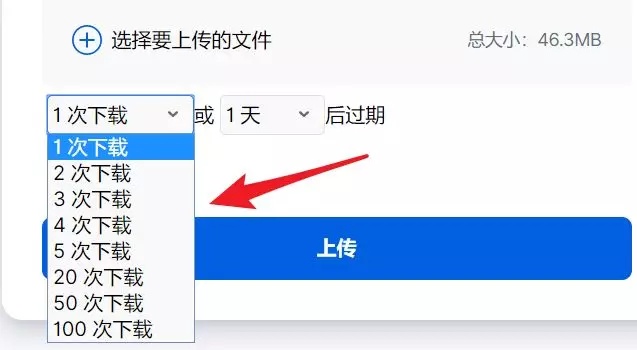 选择要上传的文件 总大小：46.3MB
1 次下载 或 1 天 后过期
1 次下载
2 次下载
3 次下载
4 次下载
5 次下载
20 次下载
50 次下载
100 次下载
上传